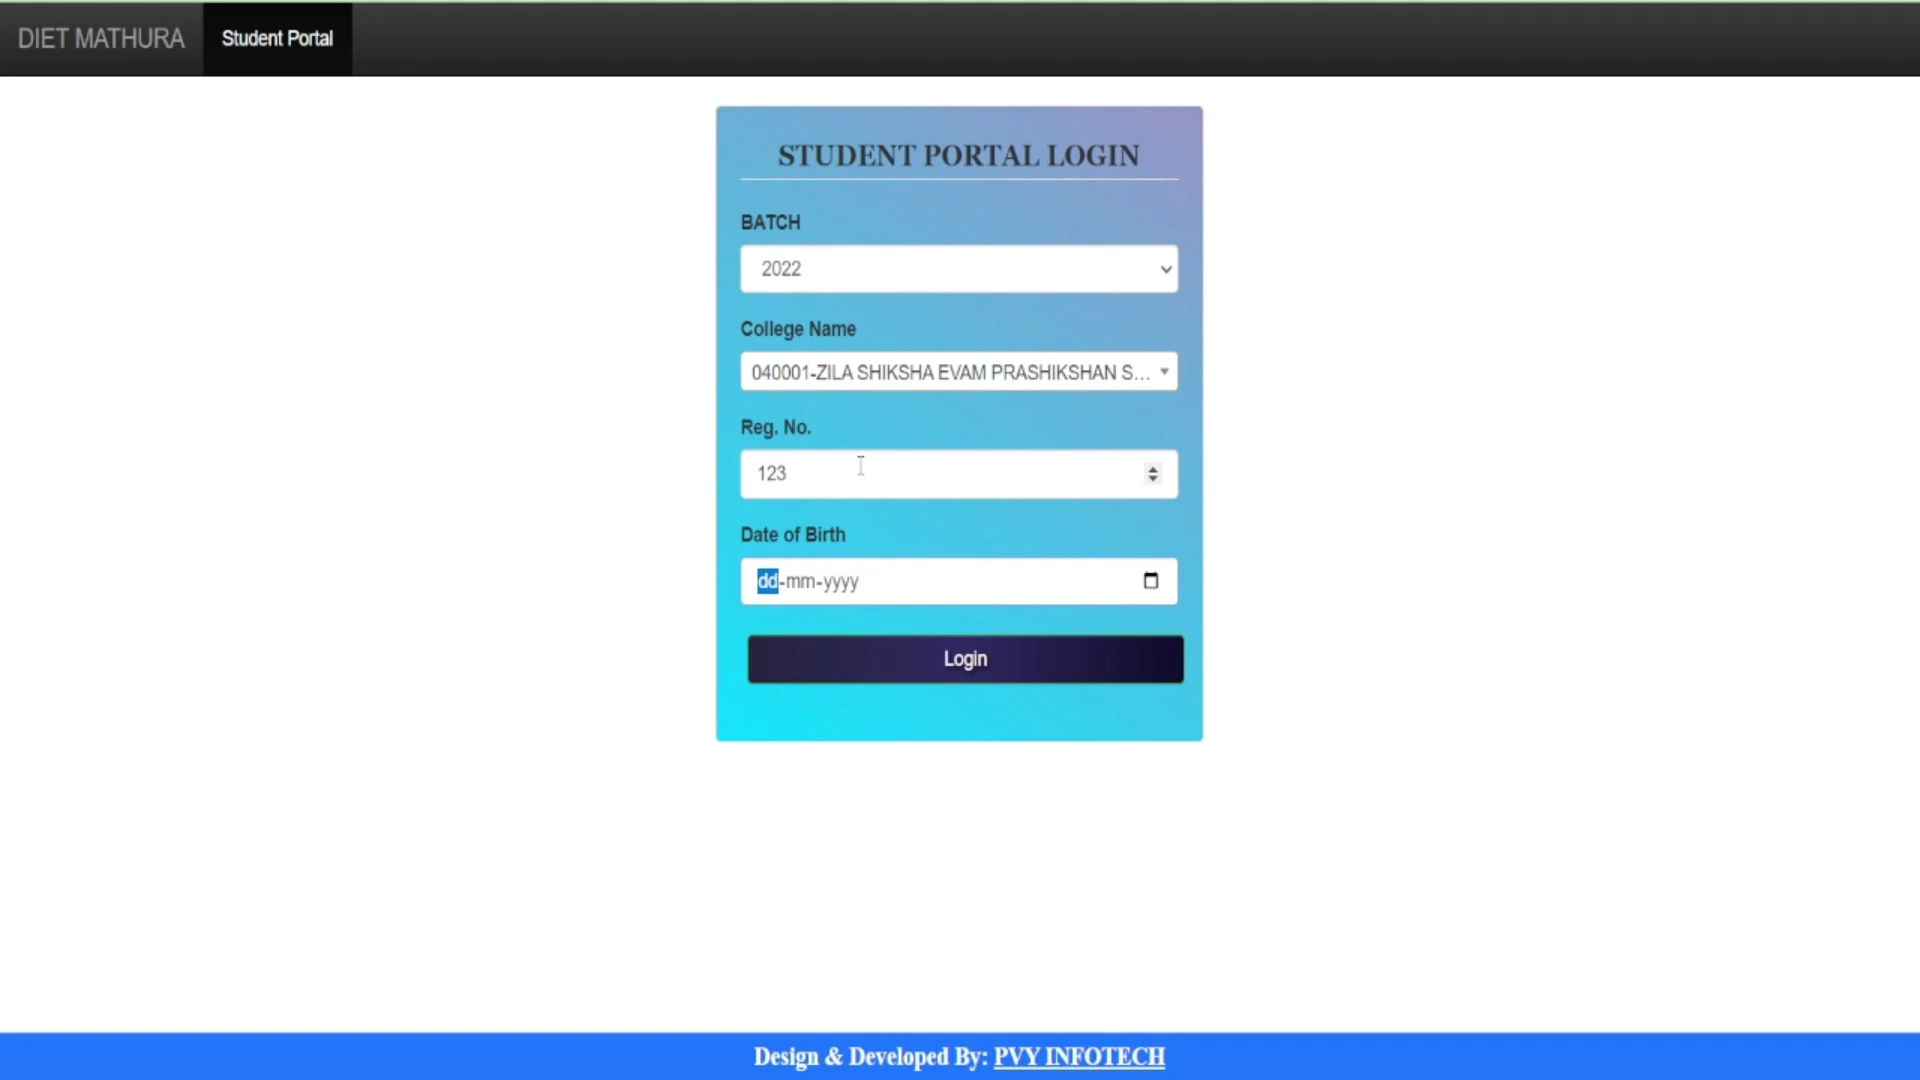 DIET MATHURA
Student Portal
STUDENT PORTAL LOGIN
BATCH
2022
College Name
040001-ZILA SHIKSHA EVAM PRASHIKSHAN S...
Reg. No.
123
Date of Birth
dd-mm-yyyy
Login
Design & Developed By: PVY INFOTECH